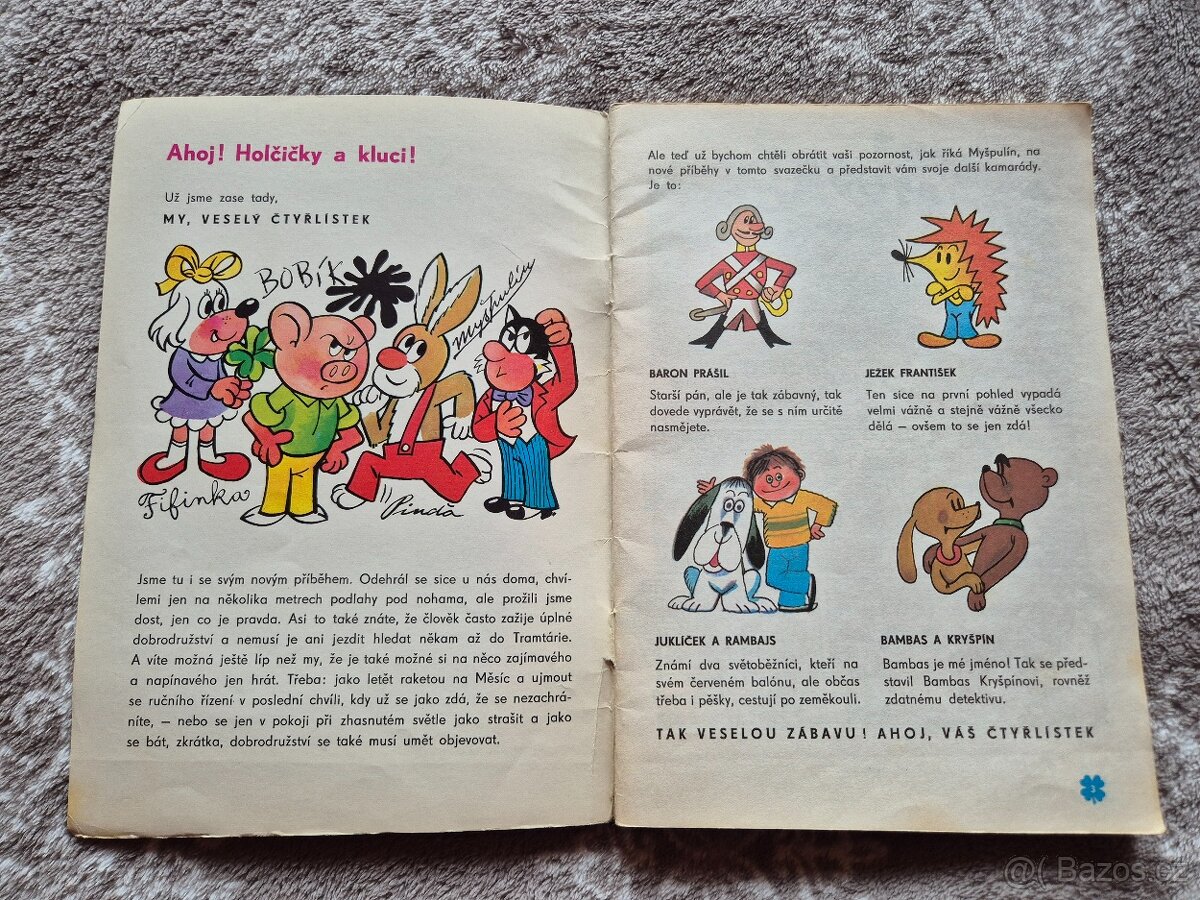 Ahoj! Holčičky a kluci!
Už jsme zase tady,
MY, VESELÝ ČTYŘLÍSTEK
BOBÍK
Myšpulín
Fifinka
Pinďa
Jsme tu i se svým novým příběhem. Odehrál se sice u nás doma, chví-
lemi jen na několika metrech podlahy pod nohama, ale prožili jsme
dost, jen co je pravda. Asi to také znáte, že člověk často zažije úplné
dobrodružství a nemusí je ani jezdit hledat někam až do Tramtárie.
A víte možná ještě líp než my, že je také možné si na něco zajímavého
a napínavého jen hrát. Třeba: jako letět raketou na Měsíc a ujmout
se ručního řízení v poslední chvíli, kdy už se jako zdá, že se nezachrá-
níte, – nebo se jen v pokoji při zhasnutém světle jako strašit a jako
se bát, zkrátka, dobrodružství se také musí umět objevovat.
Ale teď už bychom chtěli obrátit vaši pozornost, jak říká Myšpulín, na
nové příběhy v tomto svazečku a představit vám svoje další kamarády.
Je to:
BARON PRÁŠIL
Starší pán, ale je tak zábavný, tak
dovede vyprávět, že se s ním určitě
nasmějete.
JEŽEK FRANTIŠEK
Ten sice na první pohled vypadá
velmi vážně a stejně vážně všecko
dělá – ovšem to se jen zdá!
JUKLÍČEK A RAMBAJS
Známí dva světoběžníci, kteří na
svém červeném balónu, ale občas
třeba i pěšky, cestují po zeměkouli.
BAMBAS A KRYŠPÍN
Bambas je mé jméno! Tak se před-
stavil Bambas Kryšpínovi, rovněž
zdatnému detektivu.
TAK VESELOU ZÁBAVU! AHOJ, VÁŠ ČTYŘLÍSTEK
3
@( Bazos.cz